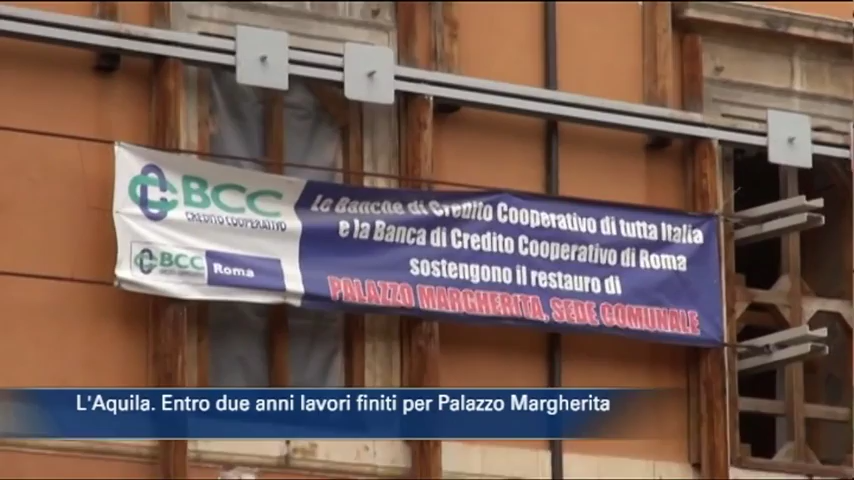 BCC
CREDITO COOPERATIVO
BCC
Roma
Le Banche di Credito Cooperativo di tutta Italia
e la Banca di Credito Cooperativo di Roma
sostengono il restauro di
PALAZZO MARGHERITA, SEDE COMUNALE
L'Aquila. Entro due anni lavori finiti per Palazzo Margherita